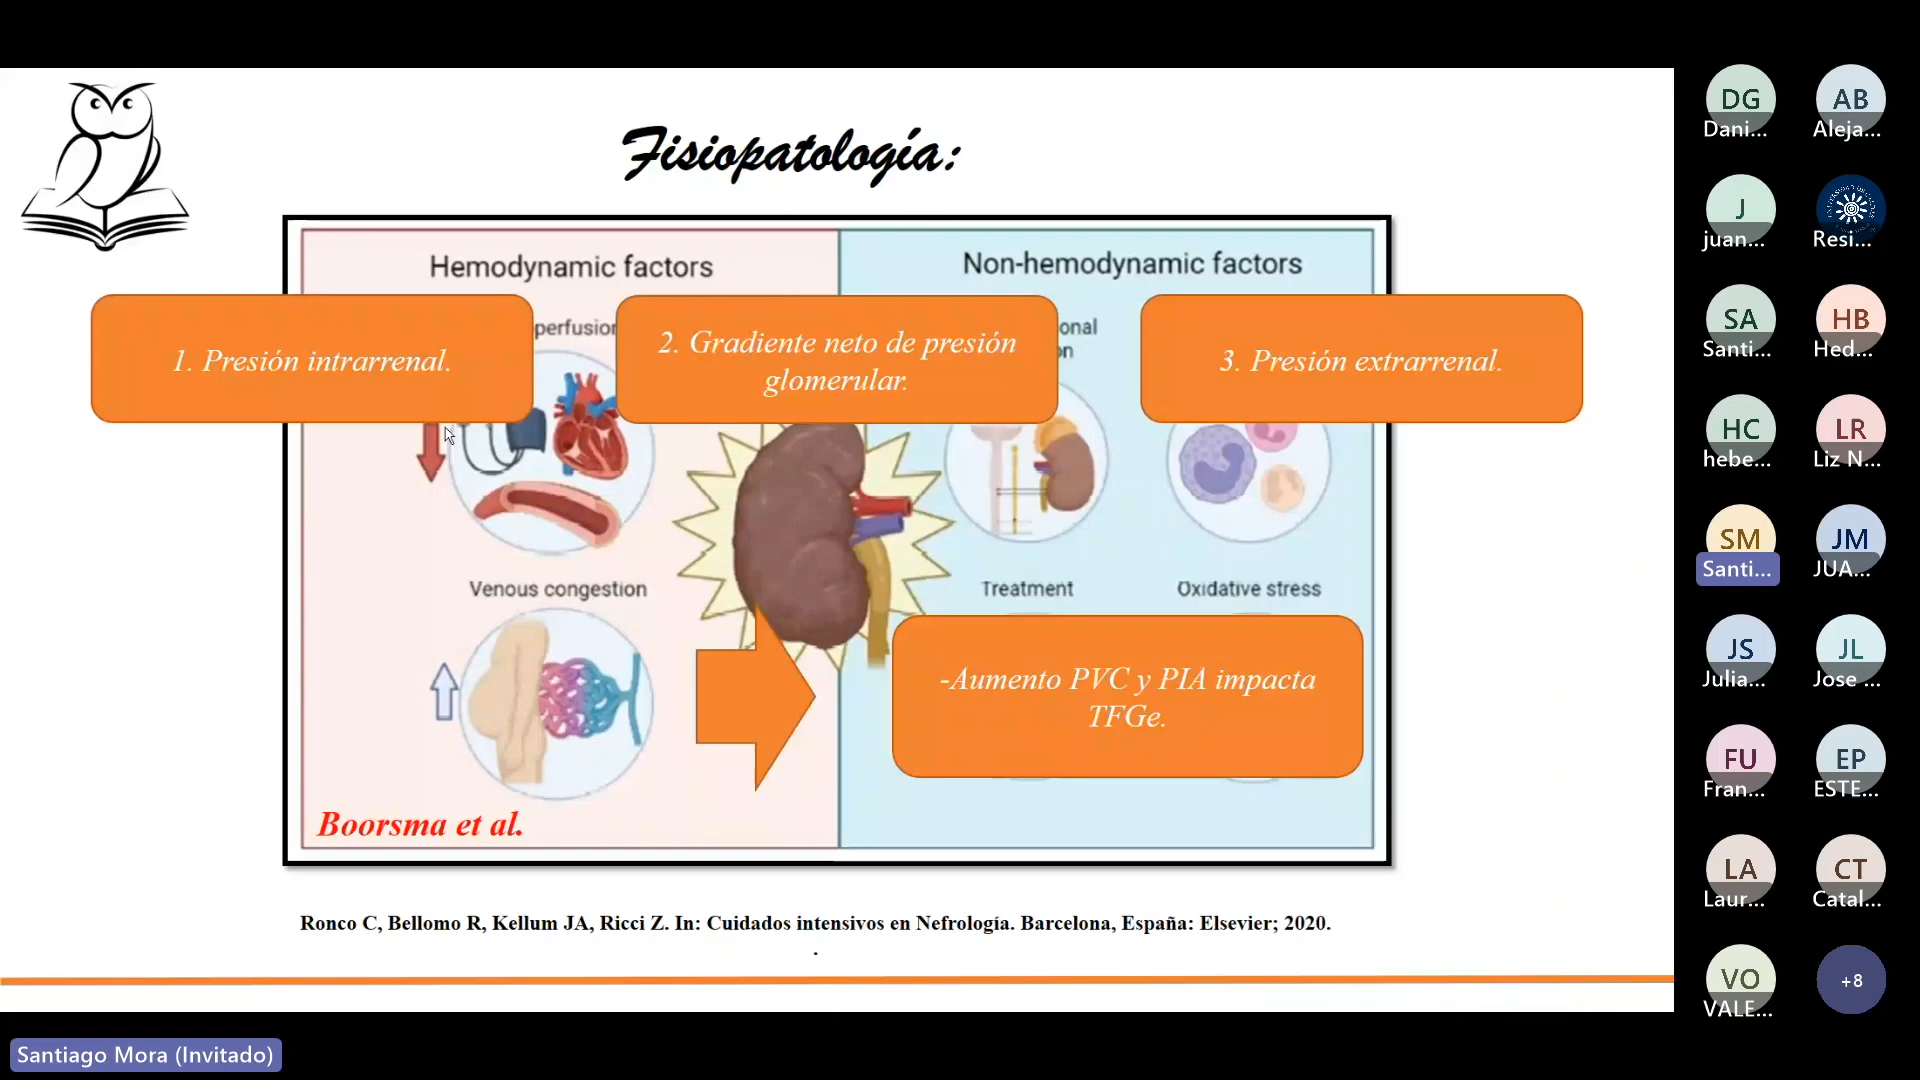 Fisiopatología:
Hemodynamic factors
Non-hemodynamic factors
1. Presión intrarrenal.
2. Gradiente neto de presión
glomerular.
3. Presión extrarrenal.
Venous congestion
Treatment
Oxidative stress
-Aumento PVC y PIA impacta
TFGe.
Boorsma et al.
Ronco C, Bellomo R, Kellum JA, Ricci Z. In: Cuidados intensivos en Nefrología. Barcelona, España: Elsevier; 2020.
.
DG
Dani...
AB
Aleja...
J
juan...
Resi...
SA
Santi...
HB
Hed...
HC
hebe...
LR
Liz N...
SM
Santi...
JM
JUA...
JS
Julia...
JL
Jose ...
FU
Fran...
EP
ESTE...
LA
Laur...
CT
Catal...
VO
VALE...
+8
Santiago Mora (Invitado)